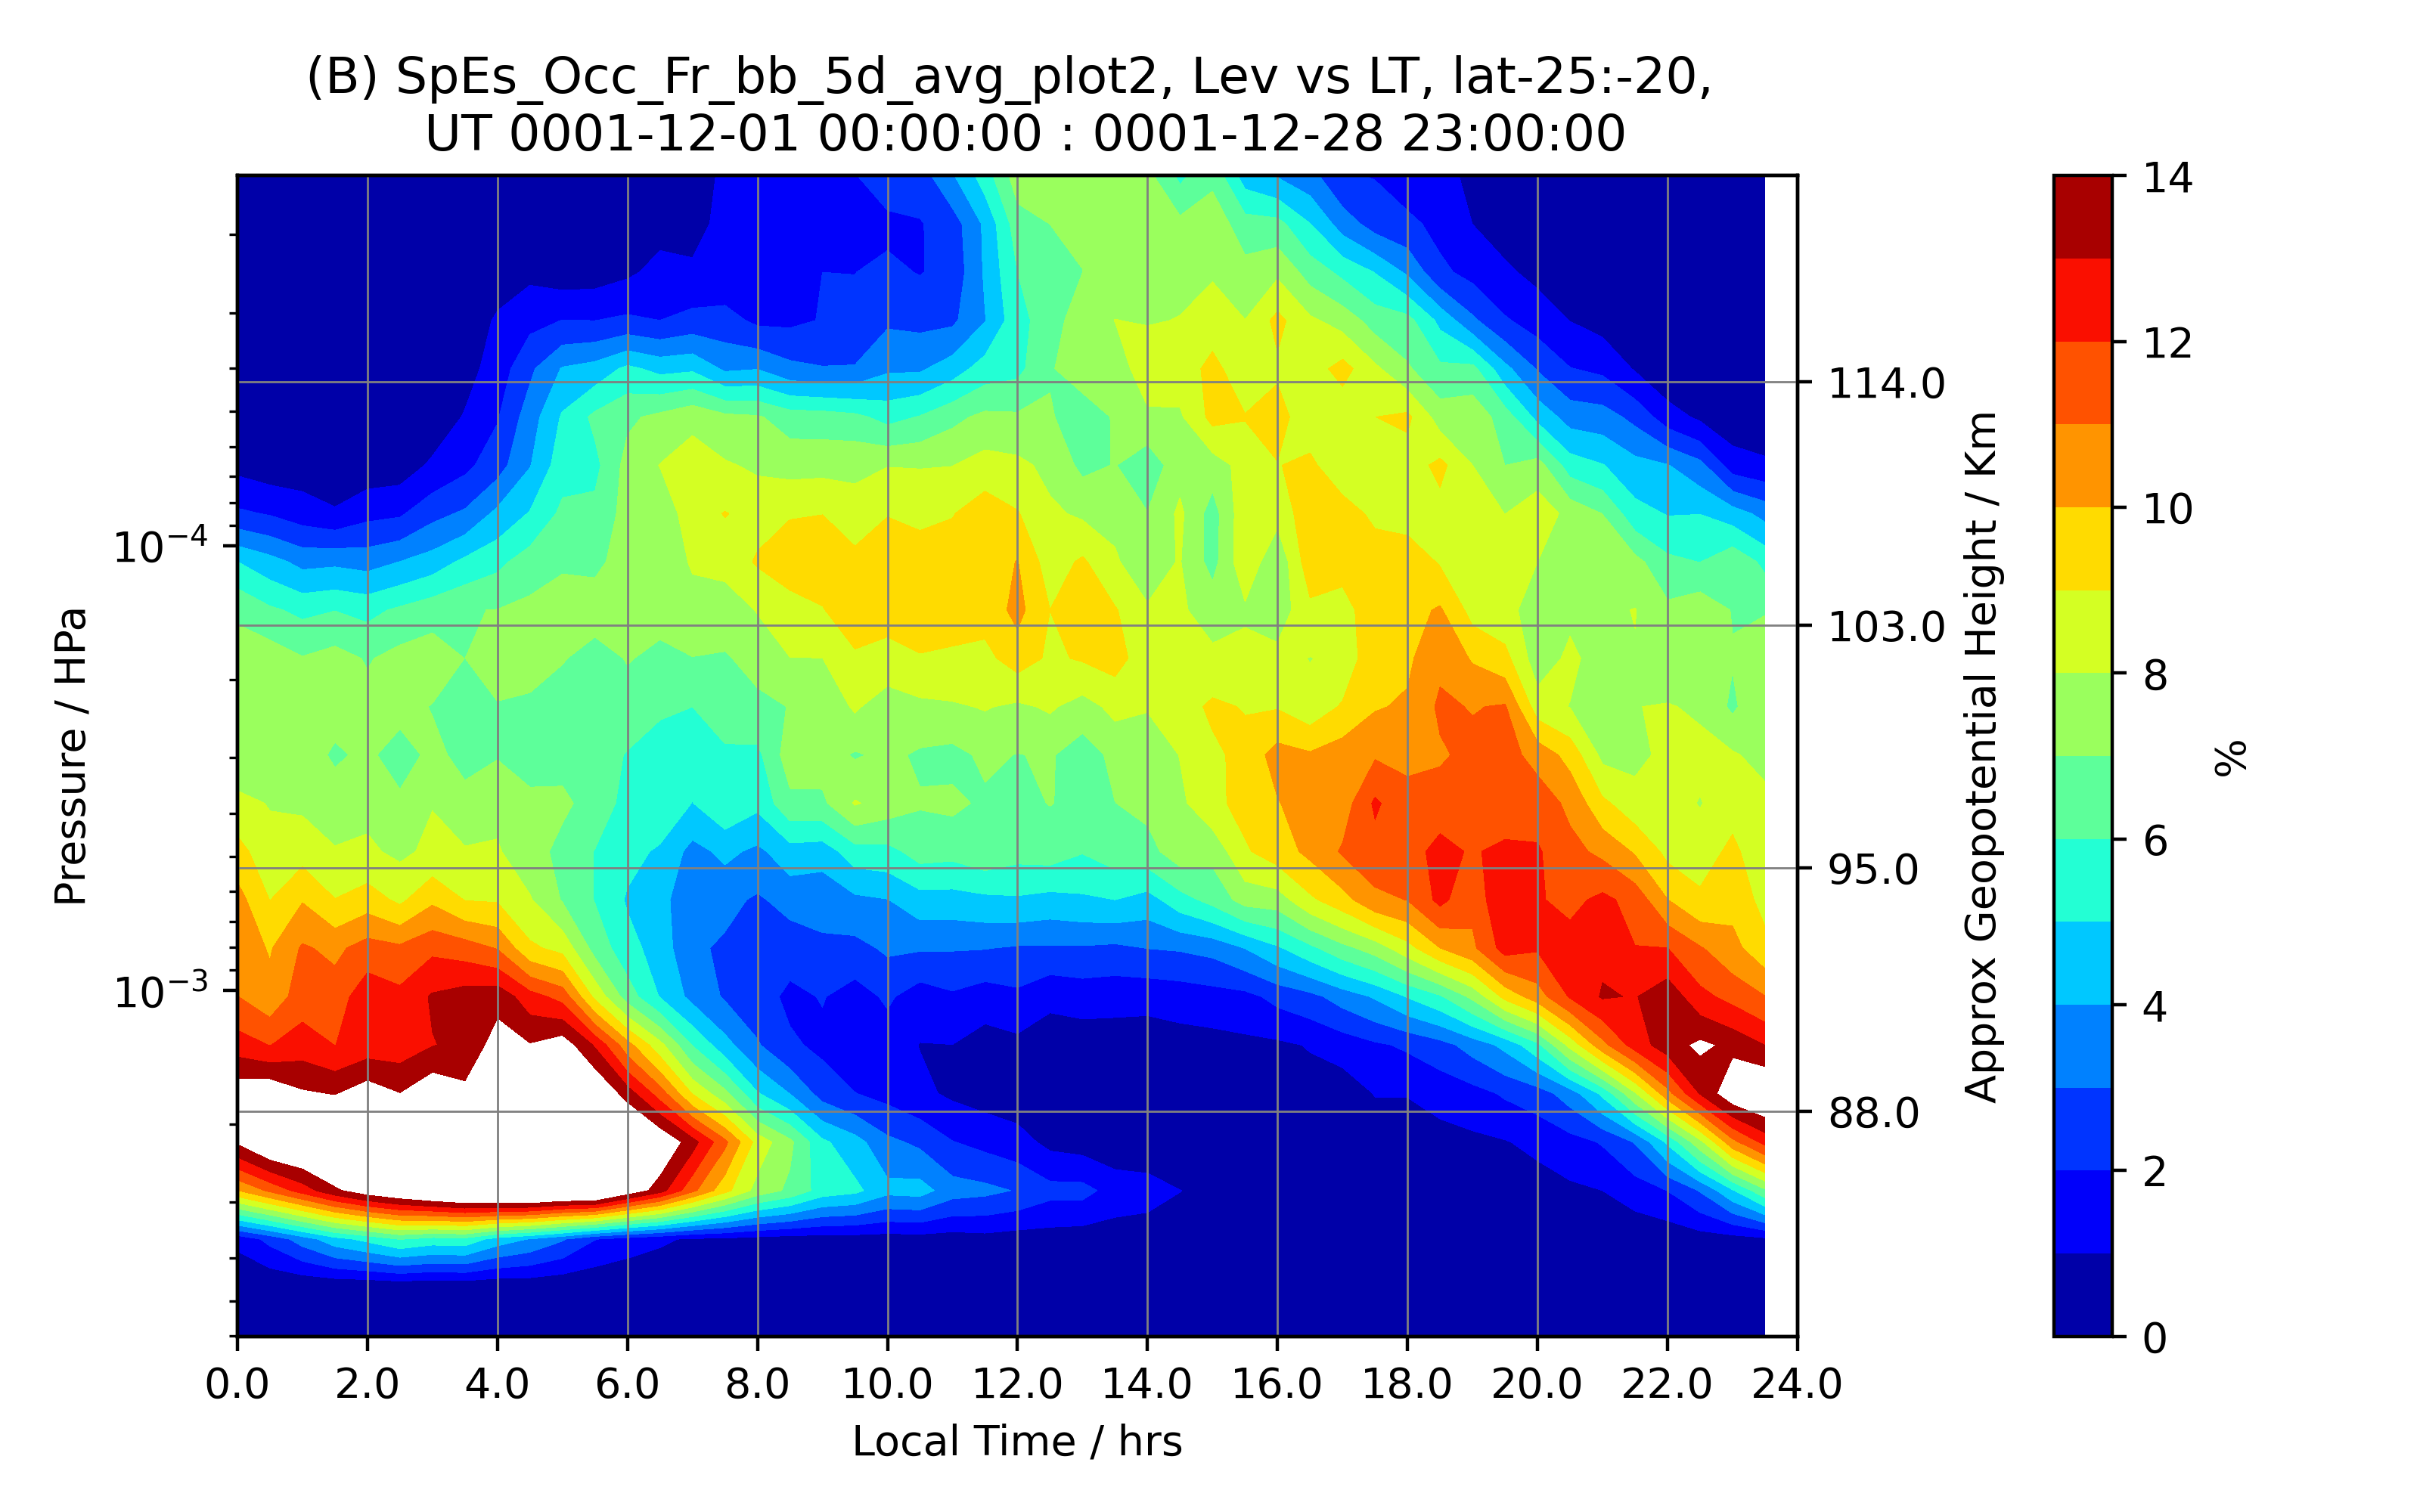 (B) SpEs_Occ_Fr_bb_5d_avg_plot2, Lev vs LT, lat-25:-20,
UT 0001-12-01 00:00:00 : 0001-12-28 23:00:00
Pressure / HPa
10⁻⁴
10⁻³
0.0 2.0 4.0 6.0 8.0 10.0 12.0 14.0 16.0 18.0 20.0 22.0 24.0
Local Time / hrs
114.0
103.0
95.0
88.0
Approx Geopotential Height / Km
14
12
10
8
6
4
2
0
%